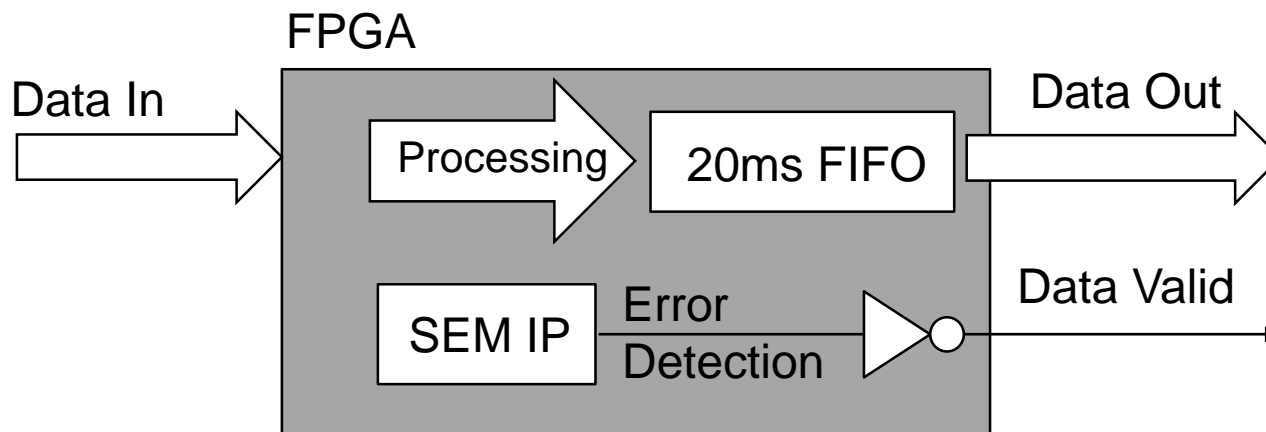 FPGA
Data In
Data Out
Processing
20ms FIFO
Data Valid
SEM IP
Error
Detection